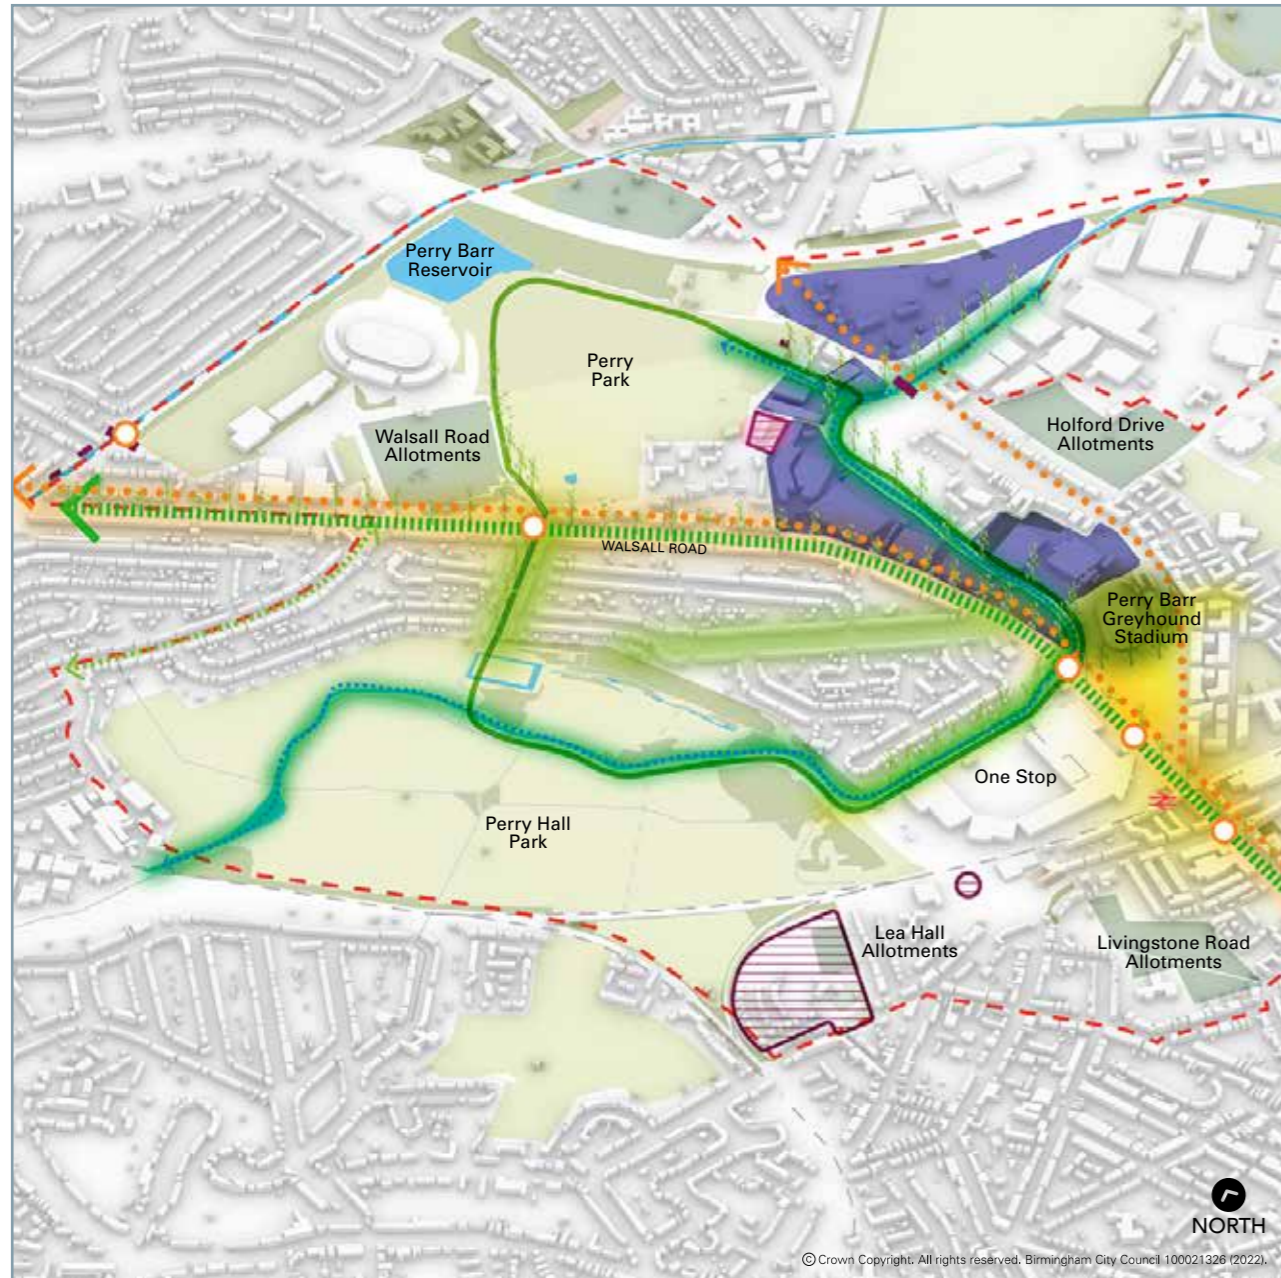 Perry Barr
Reservoir
Perry
Park
Walsall Road
Allotments
Holford Drive
Allotments
WALSALL ROAD
Perry Barr
Greyhound
Stadium
One Stop
Perry Hall
Park
Lea Hall
Allotments
Livingstone Road
Allotments
NORTH
© Crown Copyright. All rights reserved. Birmingham City Council 100021326 (2022).